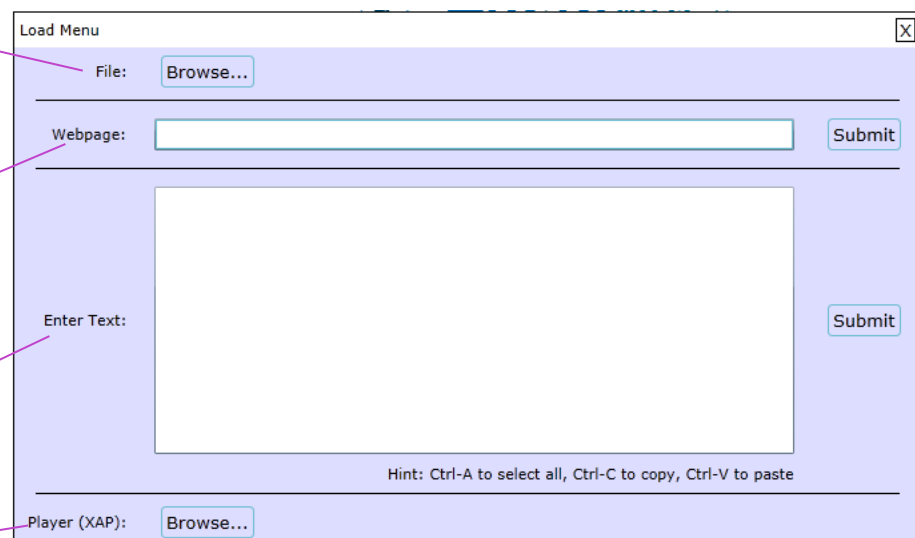 Load Menu X
File: Browse...
Webpage: Submit
Enter Text: Submit
Hint: Ctrl-A to select all, Ctrl-C to copy, Ctrl-V to paste
Player (XAP): Browse...